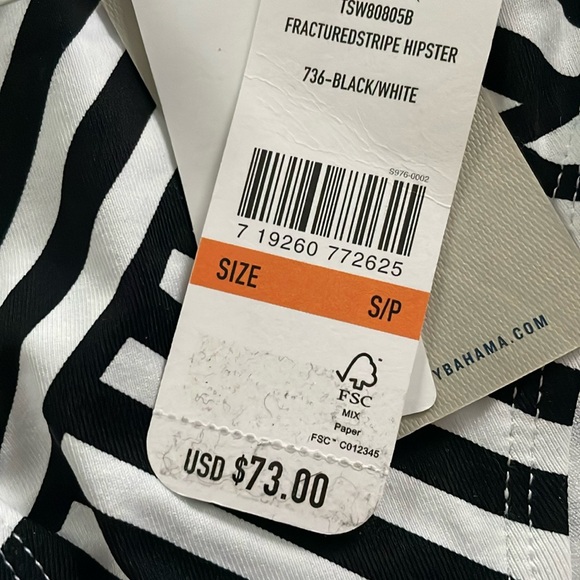 TSW80805B
FRACTUREDSTRIPE HIPSTER
736-BLACK/WHITE
S976-0002
7 19260 772625
SIZE S/P
FSC
MIX
Paper
FSC™ C012345
USD $73.00
YBAHAMA.COM